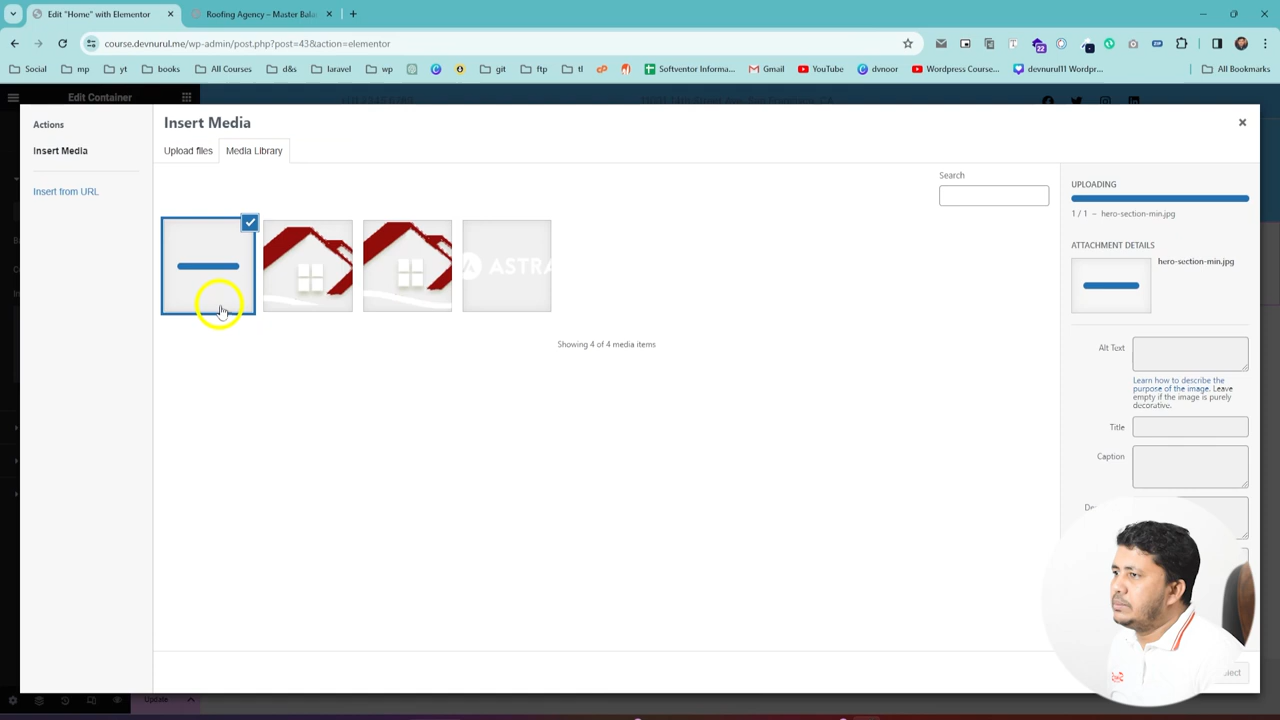 Edit "Home" with Elementor
Roofing Agency – Master Bala
course.devnurul.me/wp-admin/post.php?post=43&action=elementor
22
Social
mp
yt
books
All Courses
d&s
laravel
wp
git
ftp
tl
Softventor Informa...
Gmail
YouTube
dvnoor
Wordpress Course...
devnurul11 Wordpr...
All Bookmarks
Edit Container
Actions
Insert Media
Insert from URL
Insert Media
Upload files
Media Library
Search
ASTRA
Showing 4 of 4 media items
UPLOADING
1 / 1 – hero-section-min.jpg
ATTACHMENT DETAILS
hero-section-min.jpg
Alt Text
Learn how to describe the
purpose of the image. Leave
empty if the image is purely
decorative.
Title
Caption
Update